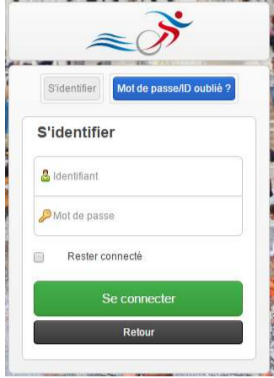 S'identifier
Mot de passe/ID oublié ?
S'identifier
Identifiant
Mot de passe
Rester connecté
Se connecter
Retour